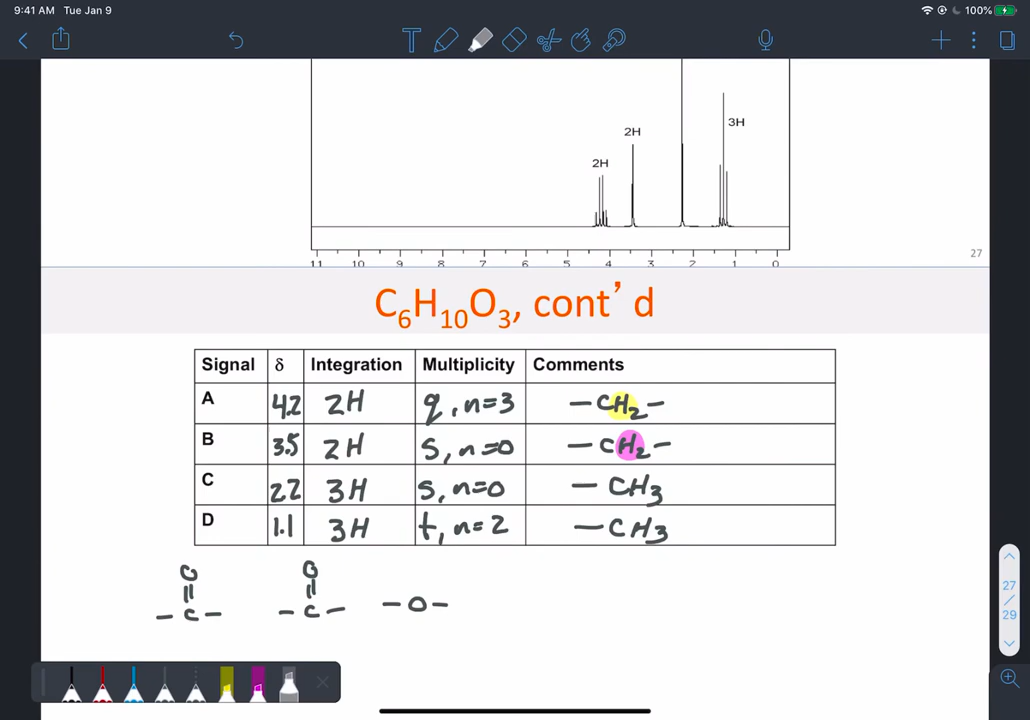 9:41 AM Tue Jan 9
100%
T
3H
2H
2H
11 10 9 8 7 6 5 4 3 2 1 0
27
C6H10O3, cont’d
Signal δ Integration Multiplicity Comments
A 4.2 2H q, n=3 -CH2-
B 3.5 2H s, n=0 -CH2-
C 2.2 3H s, n=0 -CH3
D 1.1 3H t, n=2 -CH3
O O
|| ||
-C- -C- -O-
27
/
29